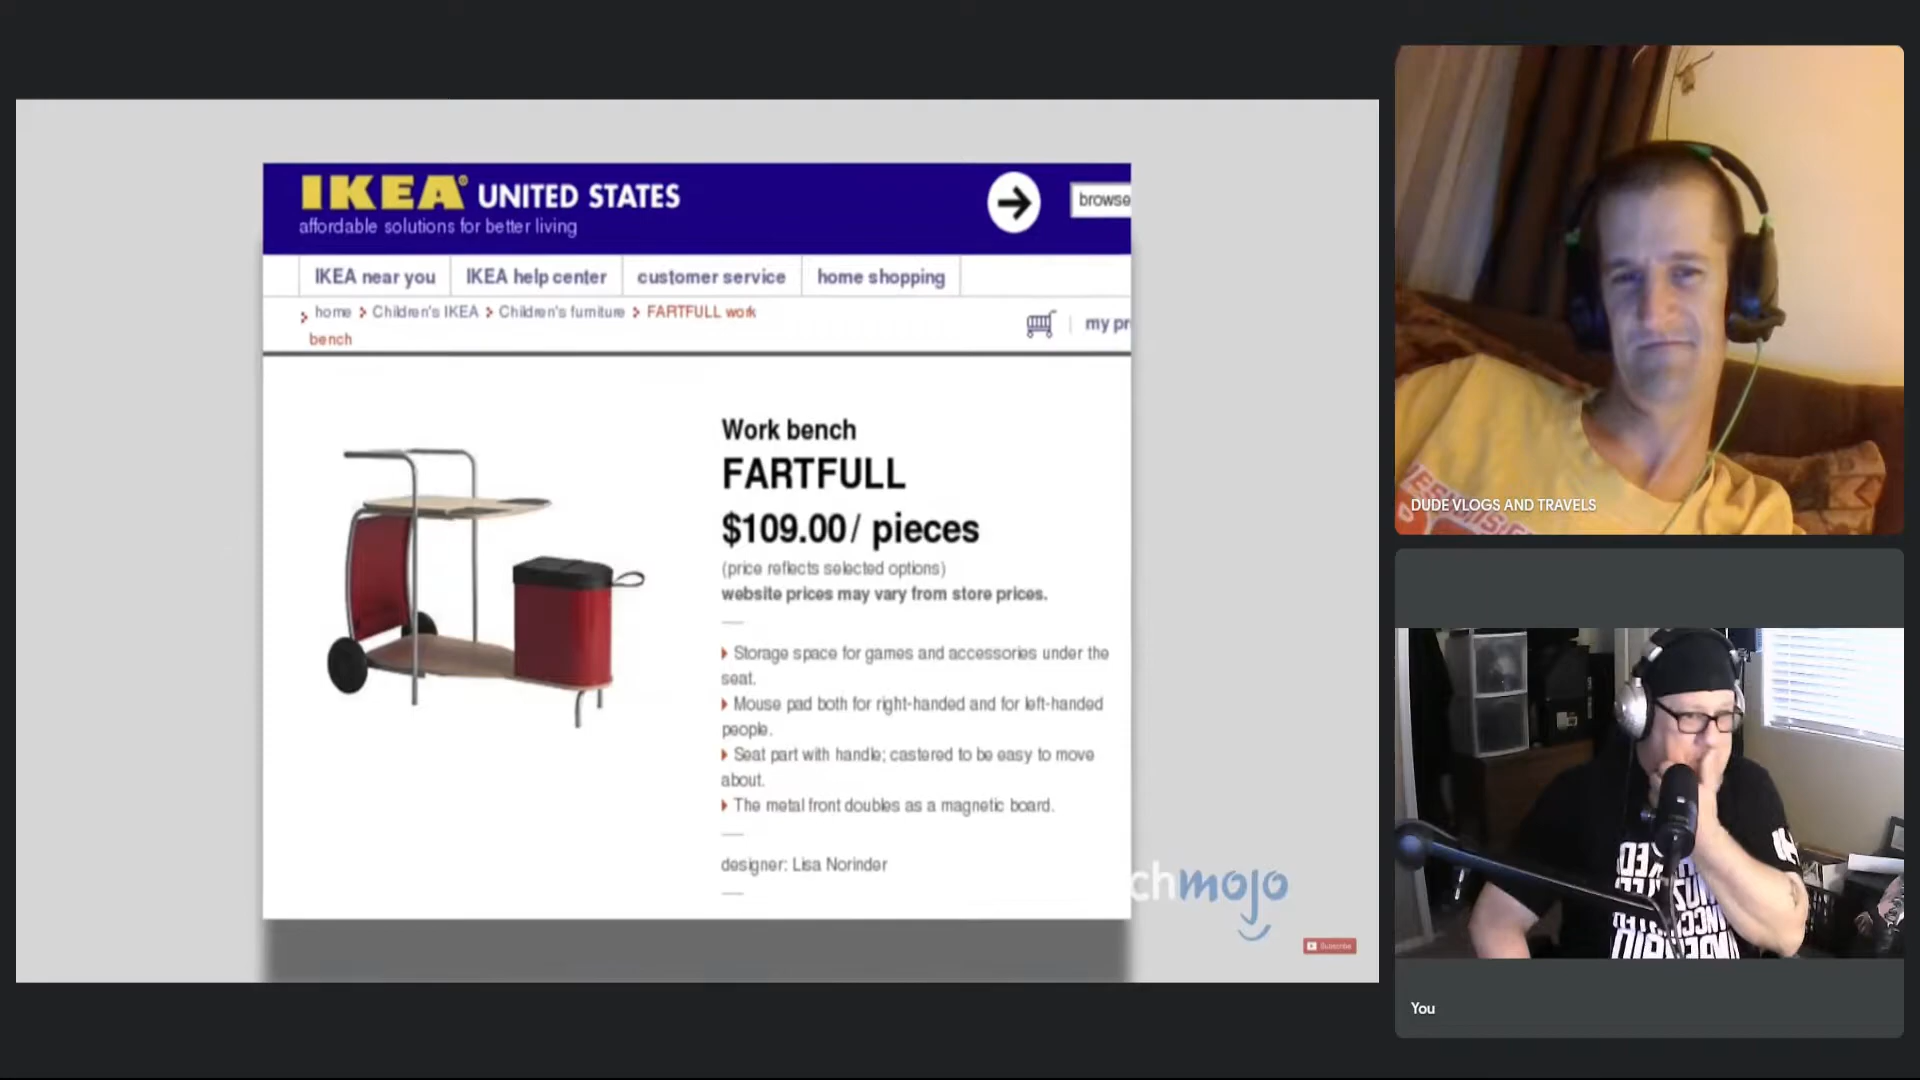 IKEA® UNITED STATES
affordable solutions for better living
browse
IKEA near you IKEA help center customer service home shopping
home > Children's IKEA > Children's furniture > FARTFULL work
bench
my pr
Work bench
FARTFULL
$109.00/ pieces
(price reflects selected options)
website prices may vary from store prices.
Storage space for games and accessories under the
seat.
Mouse pad both for right-handed and for left-handed
people.
Seat part with handle; castered to be easy to move
about.
The metal front doubles as a magnetic board.
designer: Lisa Norinder
chmojo
Subscribe
DUDE VLOGS AND TRAVELS
You